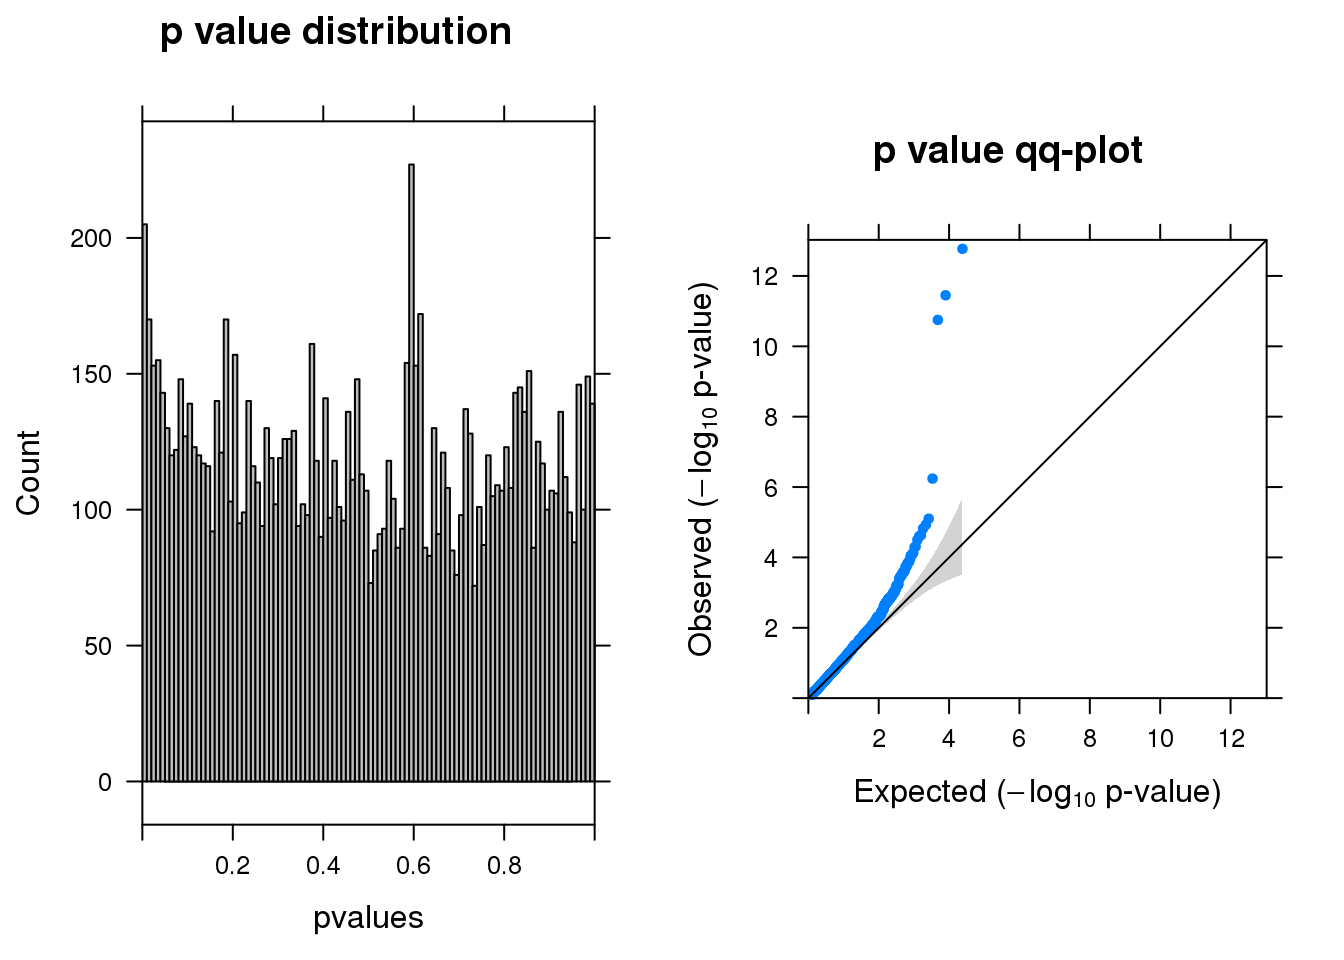 p value distribution
200
150
100
50
0
Count
0.2 0.4 0.6 0.8
pvalues
p value qq-plot
12
10
8
6
4
2
Observed (−log₁₀ p-value)
2 4 6 8 10 12
Expected (−log₁₀ p-value)